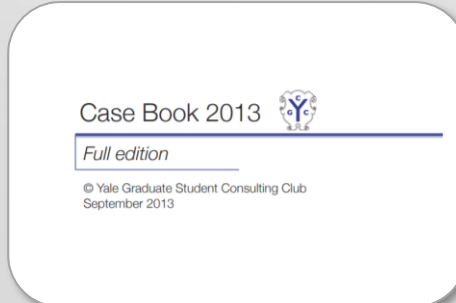 Case Book 2013
C
G Y C
C
Full edition
© Yale Graduate Student Consulting Club
September 2013